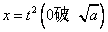 x = t² (0破 √a)